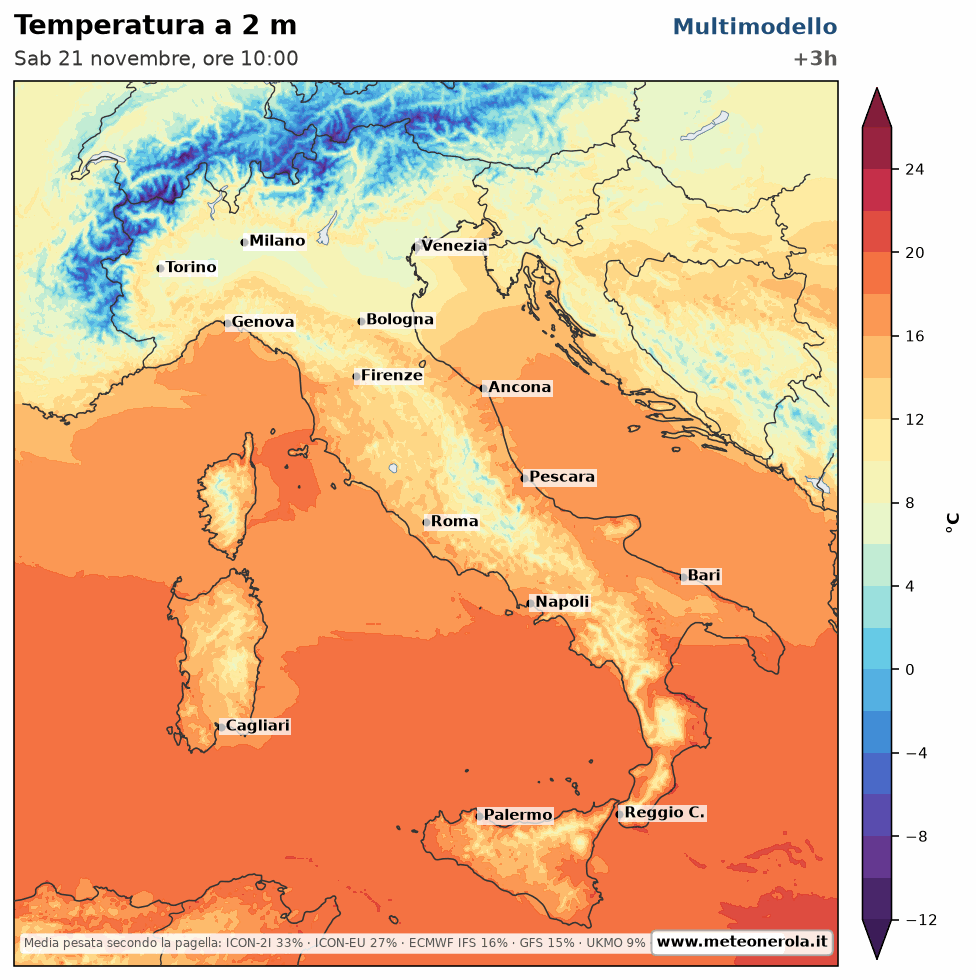 Temperatura a 2 m
Multimodello
Sab 21 novembre, ore 10:00
+3h
Milano
Venezia
Torino
Genova
Bologna
Firenze
Ancona
Pescara
Roma
Bari
Napoli
Cagliari
Palermo
Reggio C.
24
20
16
12
8
4
0
−4
−8
−12
°C
Media pesata secondo la pagella: ICON-2I 33% · ICON-EU 27% · ECMWF IFS 16% · GFS 15% · UKMO 9%
www.meteonerola.it